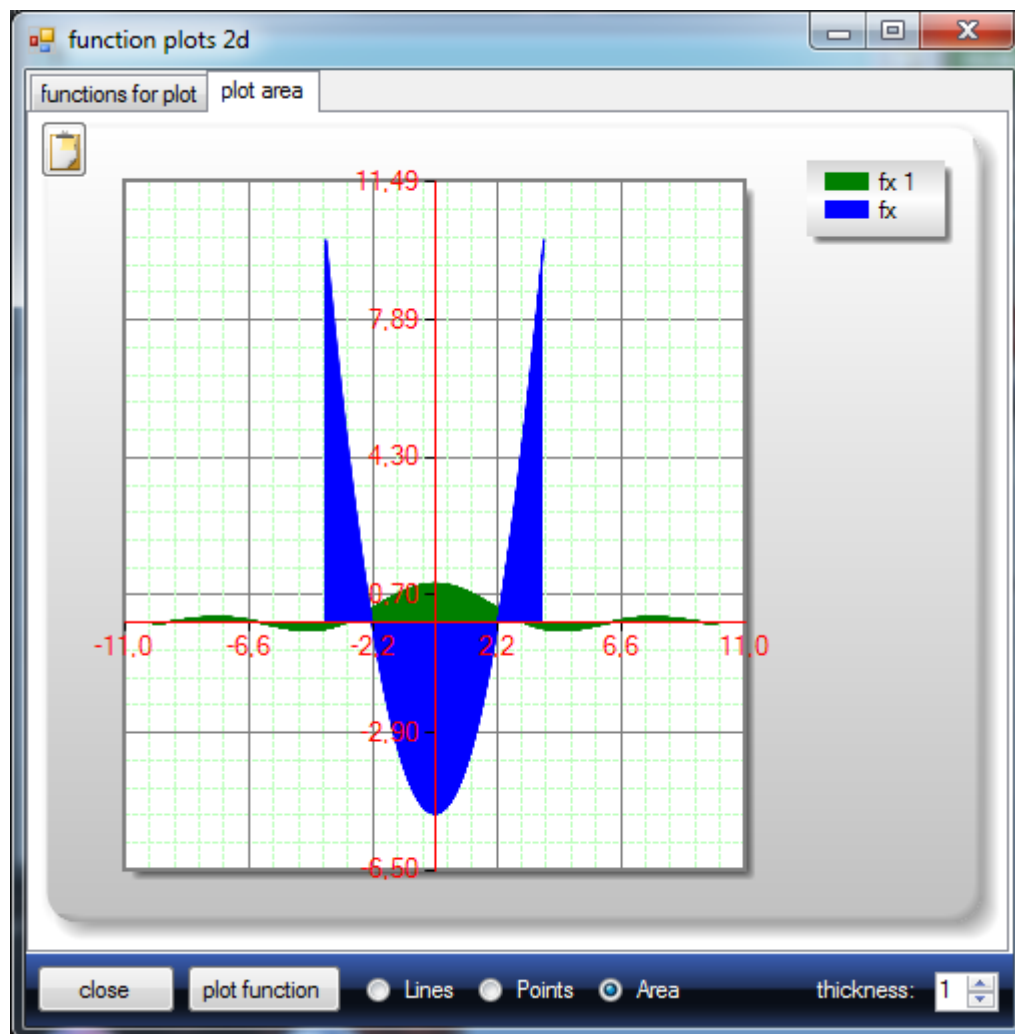 function plots 2d
functions for plot plot area
11,49
fx 1
fx
7,89
4,30
0,70
-11,0 -6,6 -2,2 2,2 6,6 11,0
-2,90
-6,50
close plot function Lines Points Area thickness: 1